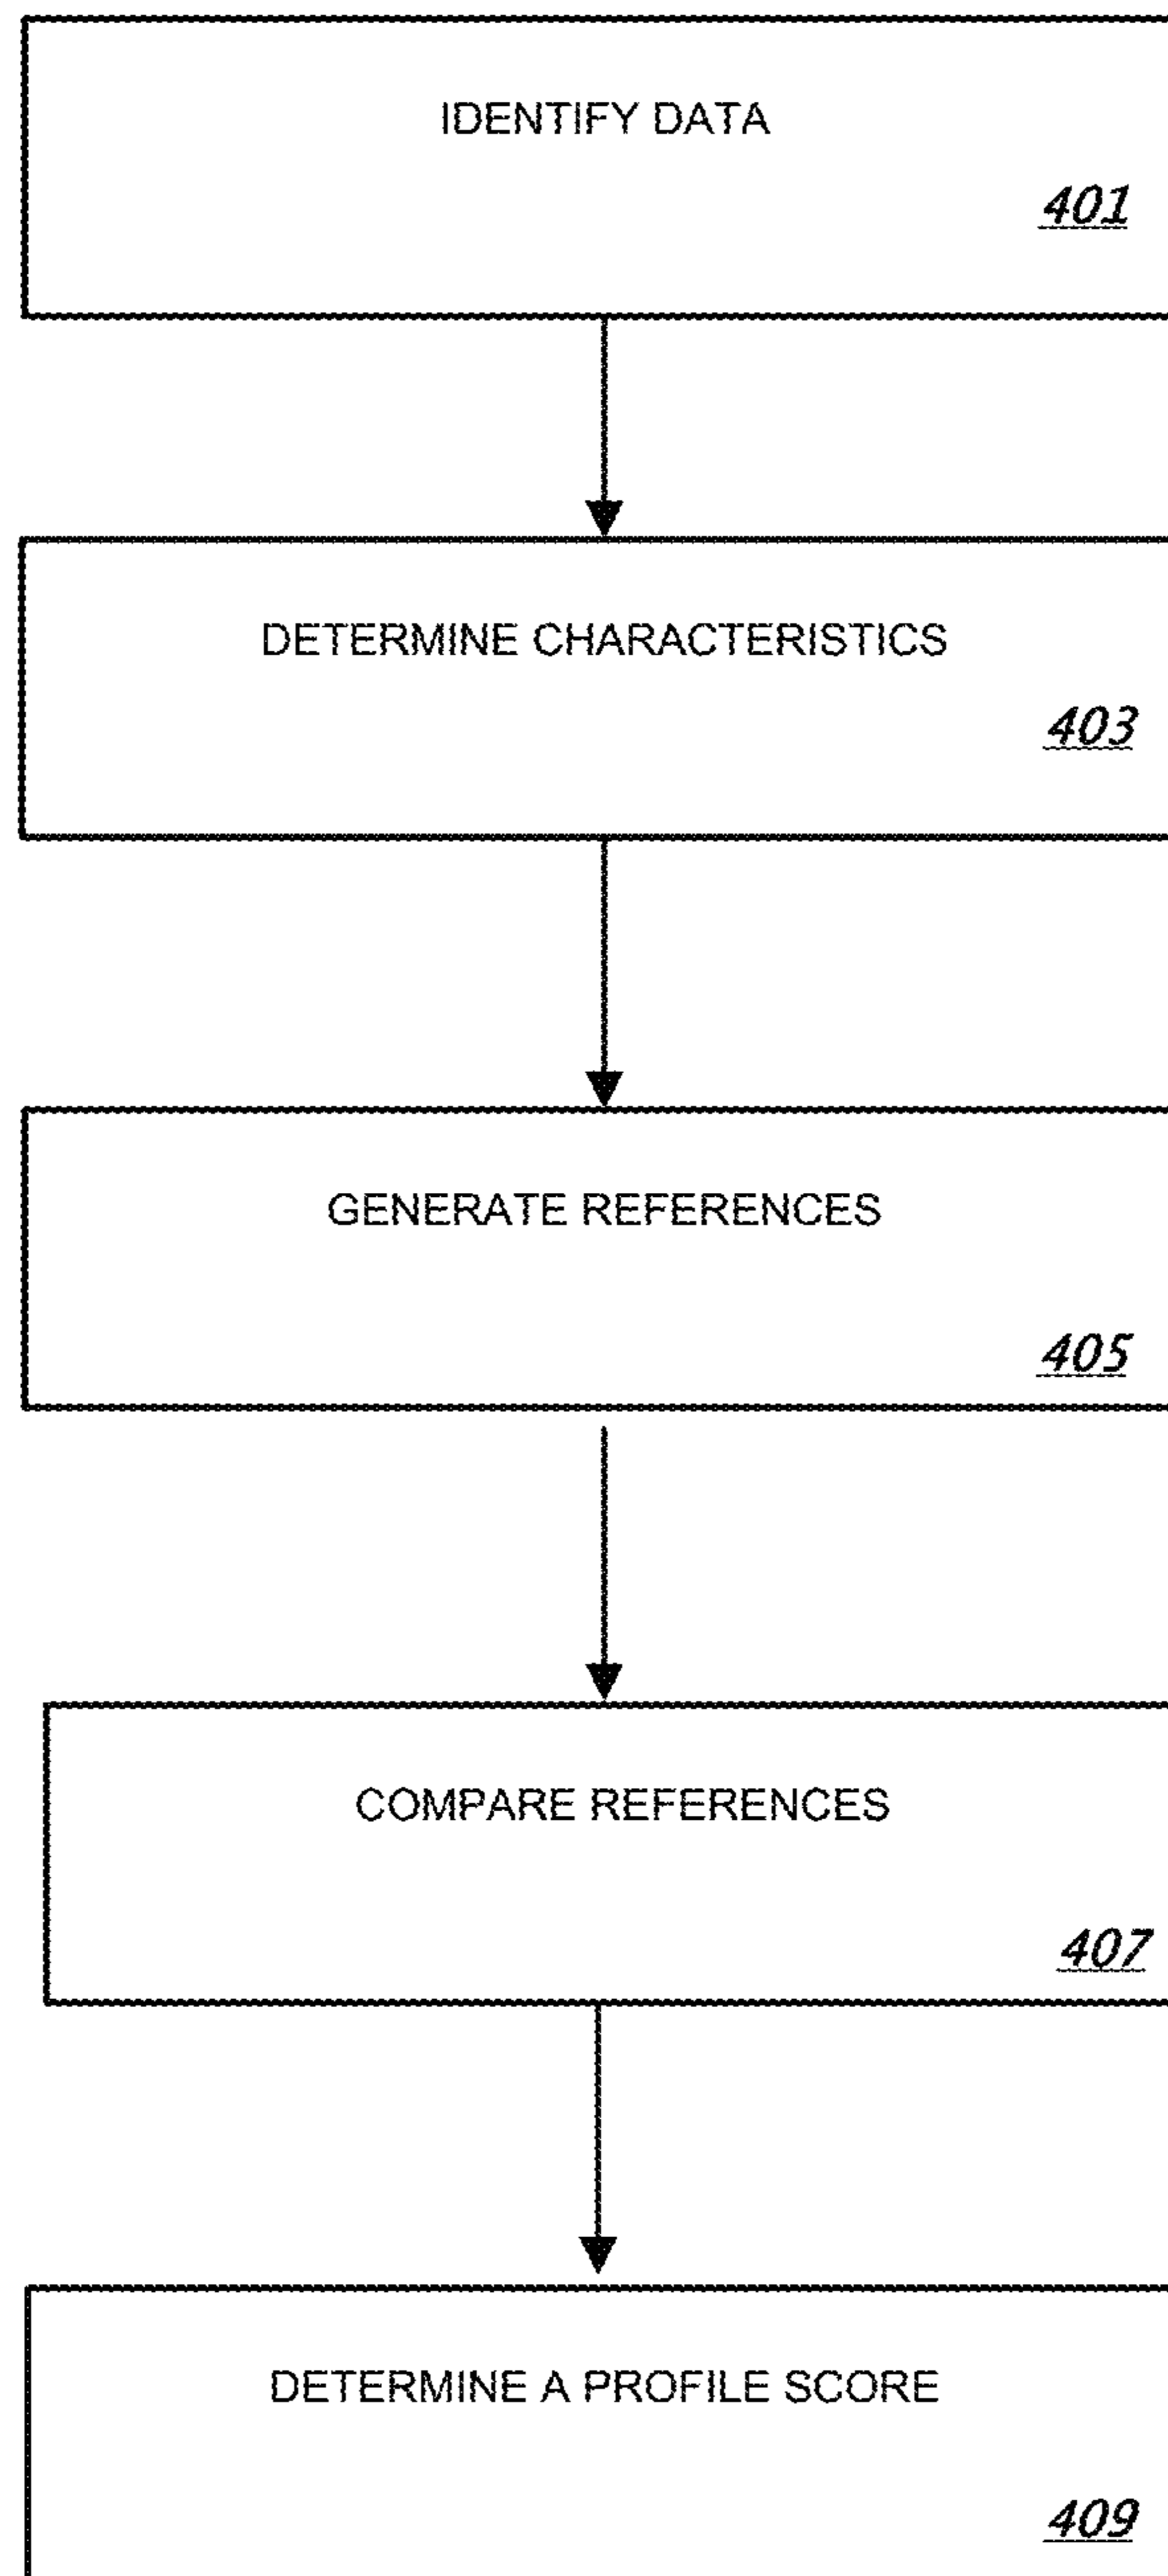 IDENTIFY DATA
401
DETERMINE CHARACTERISTICS
403
GENERATE REFERENCES
405
COMPARE REFERENCES
407
DETERMINE A PROFILE SCORE
409